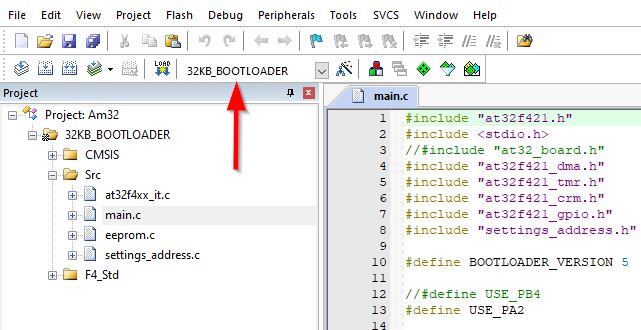 File Edit View Project Flash Debug Peripherals Tools SVCS Window Help
LOAD 32KB_BOOTLOADER
Project
Project: Am32
32KB_BOOTLOADER
CMSIS
Src
at32f4xx_it.c
main.c
eeprom.c
settings_address.c
F4_Std
main.c
1 #include "at32f421.h"
2 #include <stdio.h>
3 //#include "at32_board.h"
4 #include "at32f421_dma.h"
5 #include "at32f421_tmr.h"
6 #include "at32f421_crm.h"
7 #include "at32f421_gpio.h"
8 #include "settings_address.h"
9
10 #define BOOTLOADER_VERSION 5
11
12 //#define USE_PB4
13 #define USE_PA2
14